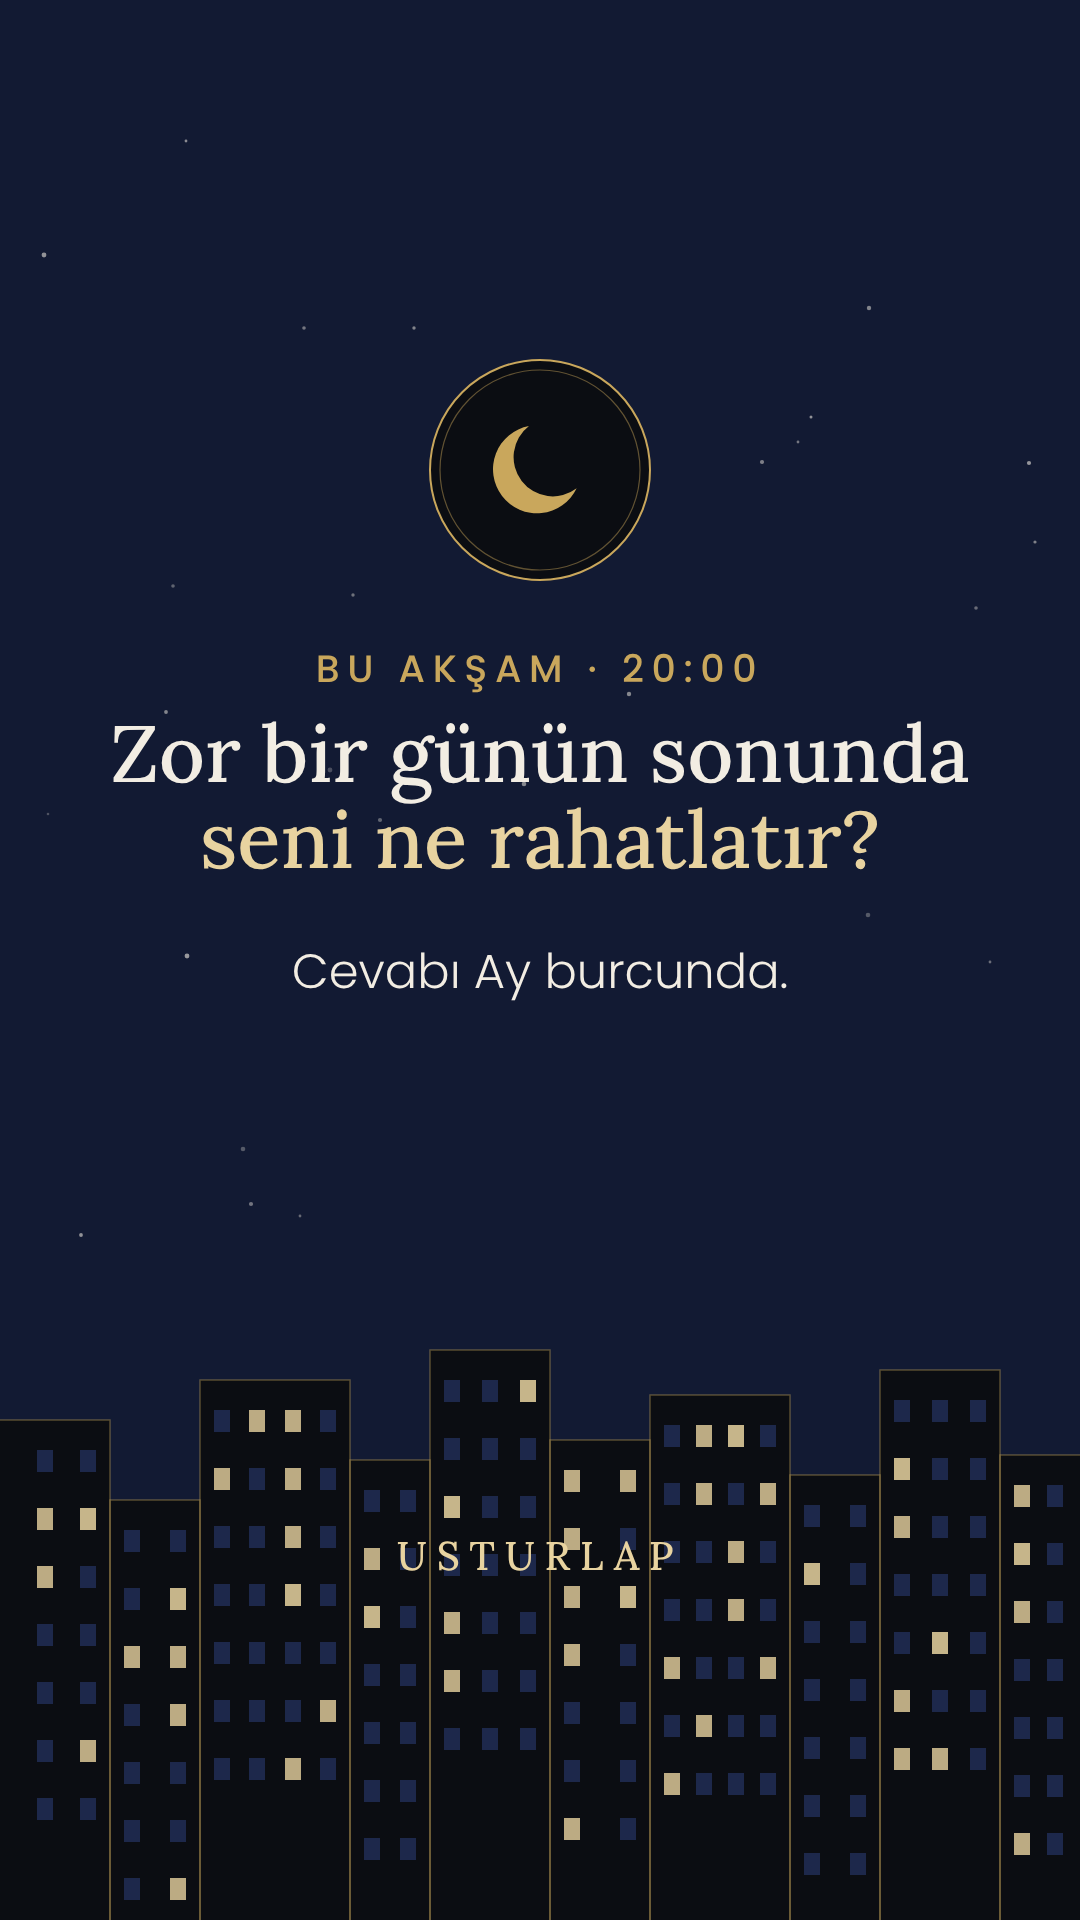 BU AKŞAM · 20:00
Zor bir günün sonunda
seni ne rahatlatır?
Cevabı Ay burcunda.
USTURLAP